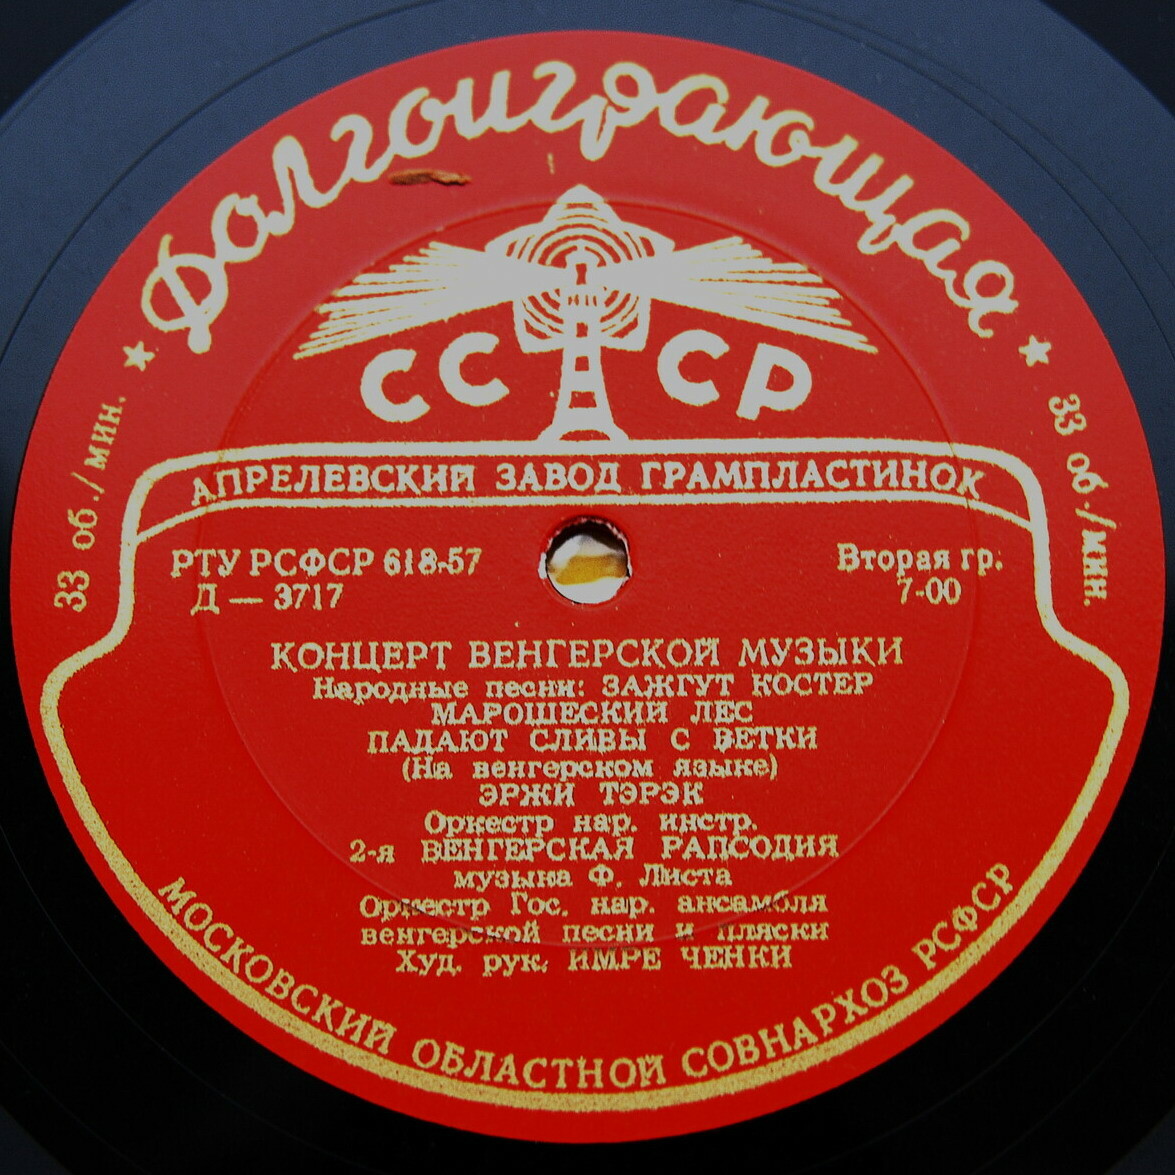 Долгоиграющая
СССР
33 об./мин.
33 об./мин.
АПРЕЛЕВСКИЙ ЗАВОД ГРАМПЛАСТИНОК
РТУ РСФСР 618-57
Вторая гр.
Д — 3717
7-00
КОНЦЕРТ ВЕНГЕРСКОЙ МУЗЫКИ
Народные песни: ЗАЖГУТ КОСТЕР
МАРОШЕСКИЙ ЛЕС
ПАДАЮТ СЛИВЫ С ВЕТКИ
(На венгерском языке)
ЭРЖИ ТЭРЭК
Оркестр нар. инстр.
2-я ВЕНГЕРСКАЯ РАПСОДИЯ
музыка Ф. Листа
Оркестр Гос. нар. ансамбля
венгерской песни и пляски
Худ. рук. ИМРЕ ЧЕНКИ
МОСКОВСКИЙ ОБЛАСТНОЙ СОВНАРХОЗ РСФСР